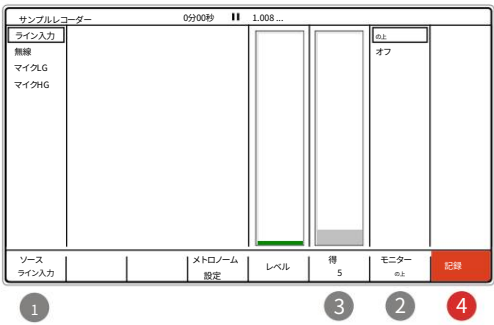 サンプルレコーダー 0分00秒 1.008 ...
ライン入力
無線
マイクLG
マイクHG
の上
オフ
ソース
ライン入力
メトロノーム
設定
レベル
得
5
モニター
の上
記録
1
3
2
4